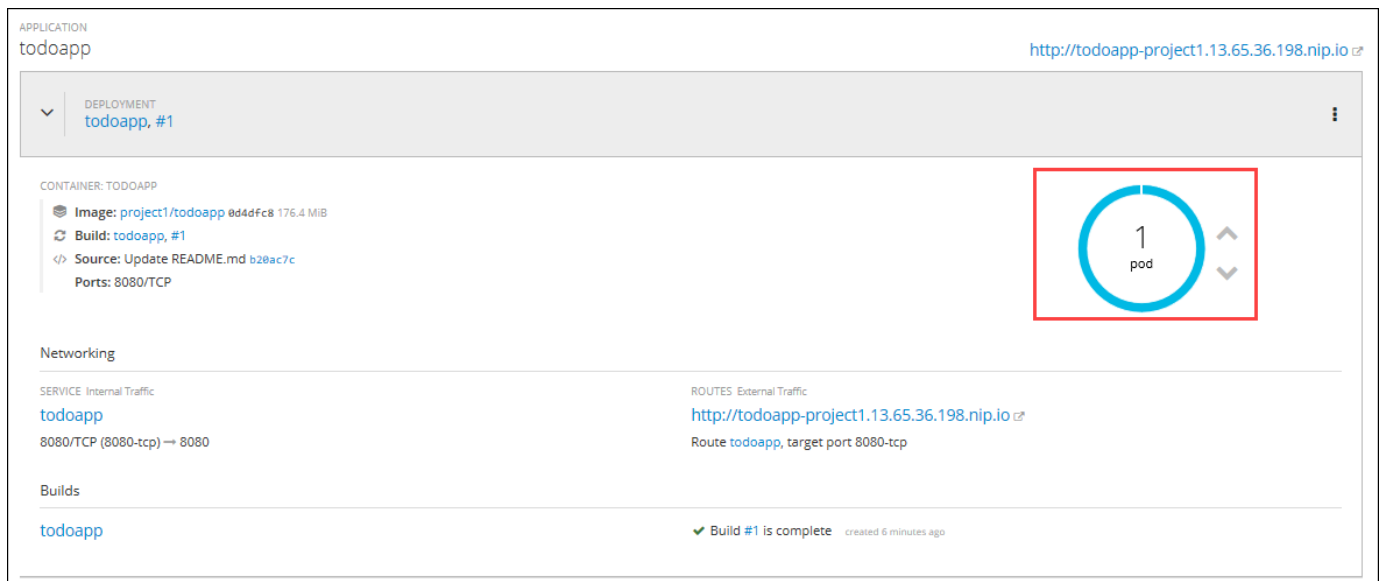 APPLICATION
todoapp
http://todoapp-project1.13.65.36.198.nip.io
DEPLOYMENT
todoapp, #1
CONTAINER: TODOAPP
Image: project1/todoapp 0d4dfc8 176.4 MiB
Build: todoapp, #1
</> Source: Update README.md b20ac7c
Ports: 8080/TCP
1
pod
Networking
SERVICE Internal Traffic
todoapp
8080/TCP (8080-tcp) → 8080
ROUTES External Traffic
http://todoapp-project1.13.65.36.198.nip.io
Route todoapp, target port 8080-tcp
Builds
todoapp
Build #1 is complete created 6 minutes ago